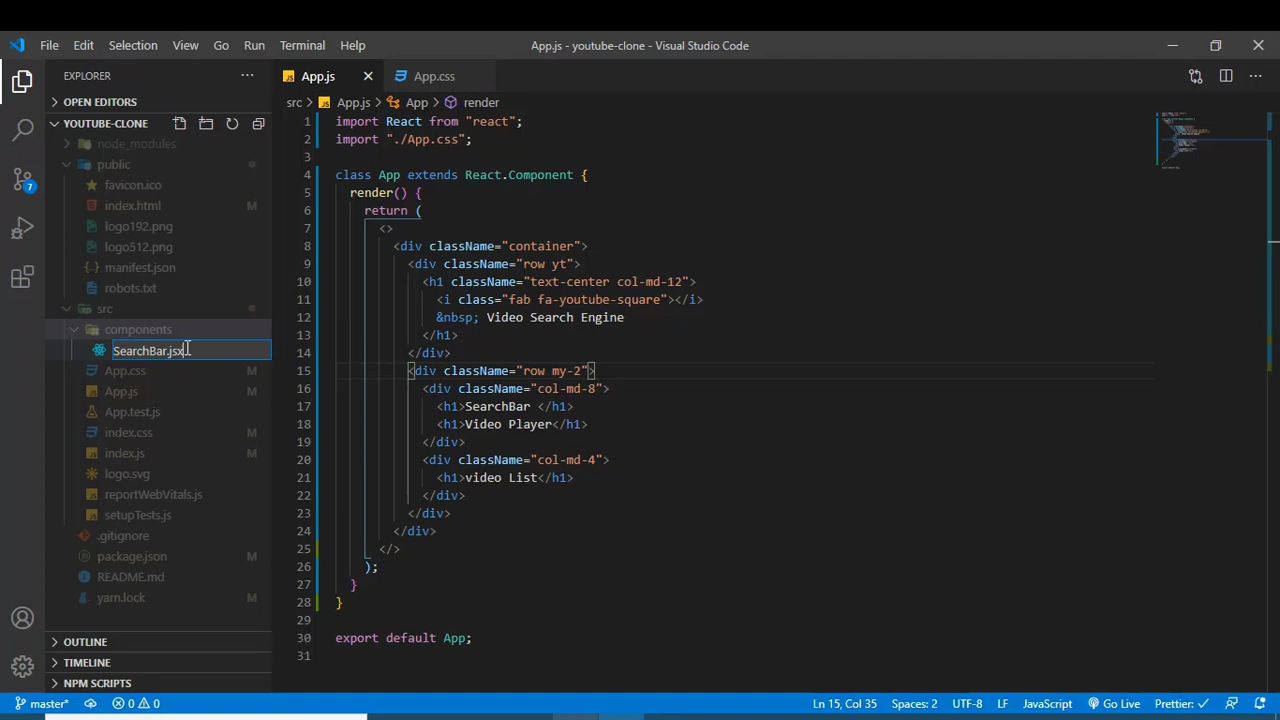 File Edit Selection View Go Run Terminal Help
App.js - youtube-clone - Visual Studio Code
EXPLORER
OPEN EDITORS
YOUTUBE-CLONE
node_modules
public
favicon.ico
index.html M
logo192.png
logo512.png
manifest.json
robots.txt
src
components
SearchBar.jsx
App.css M
App.js M
App.test.js
index.css M
index.js M
logo.svg
reportWebVitals.js
setupTests.js
.gitignore
package.json M
README.md
yarn.lock M
OUTLINE
TIMELINE
NPM SCRIPTS
7
JS App.js App.css
src > JS App.js > App > render
1 import React from "react";
2 import "./App.css";
3
4 class App extends React.Component {
5 render() {
6 return (
7 <>
8 <div className="container">
9 <div className="row yt">
10 <h1 className="text-center col-md-12">
11 <i class="fab fa-youtube-square"></i>
12 &nbsp; Video Search Engine
13 </h1>
14 </div>
15 <div className="row my-2">
16 <div className="col-md-8">
17 <h1>SearchBar </h1>
18 <h1>Video Player</h1>
19 </div>
20 <div className="col-md-4">
21 <h1>video List</h1>
22 </div>
23 </div>
24 </div>
25 </>
26 );
27 }
28 }
29
30 export default App;
31
master* 0 0 Ln 15, Col 35 Spaces: 2 UTF-8 LF JavaScript Go Live Prettier: ✓